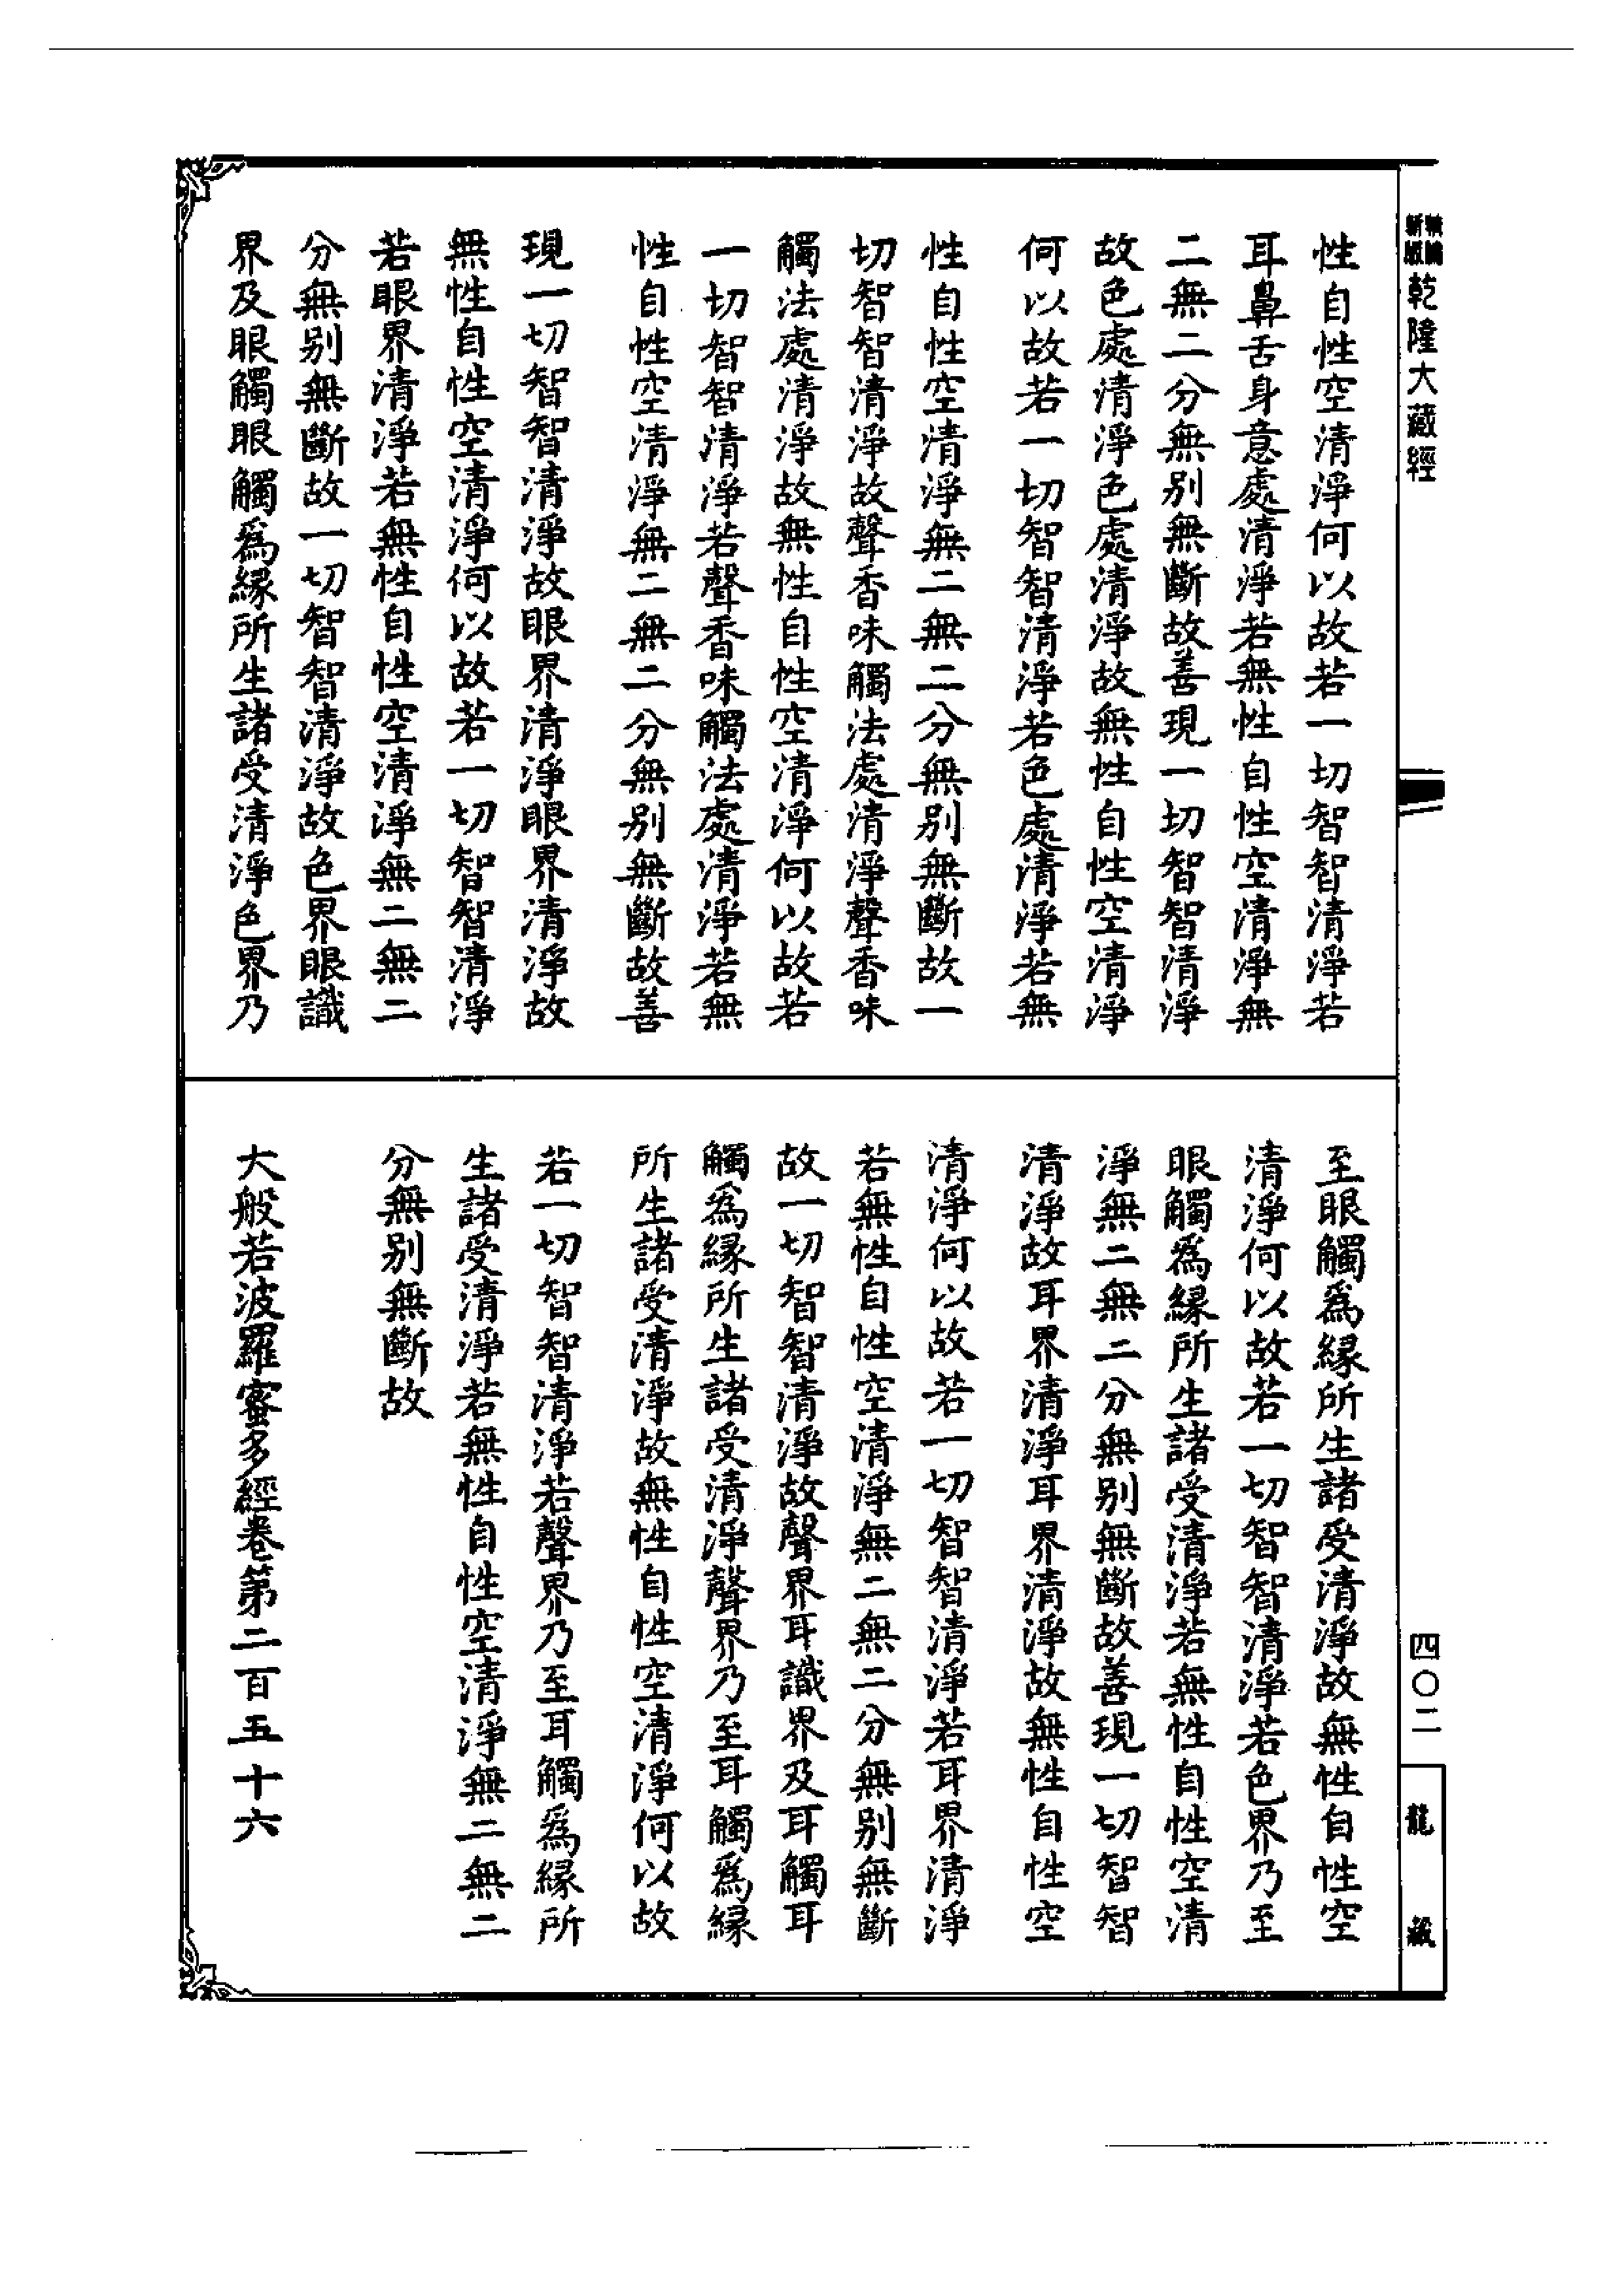 乾隆大藏經
性自性空清淨何以故若一切智智清淨若
耳鼻舌身意處清淨若無性自性空清淨無
二無二分無別無斷故善現一切智智清淨
故色處清淨色處清淨故無性自性空清淨
何以故若一切智智清淨若色處清淨若無
性自性空清淨無二無二分無別無斷故一
切智智清淨故聲香味觸法處清淨聲香味
觸法處清淨故無性自性空清淨何以故若
一切智智清淨若聲香味觸法處清淨若無
性自性空清淨無二無二分無別無斷故善
現一切智智清淨故眼界清淨眼界清淨故
無性自性空清淨何以故若一切智智清淨
若眼界清淨若無性自性空清淨無二無二
分無別無斷故一切智智清淨故色界眼識
界及眼觸眼觸為緣所生諸受清淨色界乃
至眼觸為緣所生諸受清淨故無性自性空
清淨何以故若一切智智清淨若色界乃至
眼觸為緣所生諸受清淨若無性自性空清
淨無二無二分無別無斷故善現一切智智
清淨故耳界清淨耳界清淨故無性自性空
清淨何以故若一切智智清淨若耳界清淨
若無性自性空清淨無二無二分無別無斷
故一切智智清淨故聲界耳識界及耳觸耳
觸為緣所生諸受清淨聲界乃至耳觸為緣
所生諸受清淨故無性自性空清淨何以故
若一切智智清淨若聲界乃至耳觸為緣所
生諸受清淨若無性自性空清淨無二無二
分無別無斷故
大般若波羅蜜多經卷第二百五十六
四〇二
龍藏